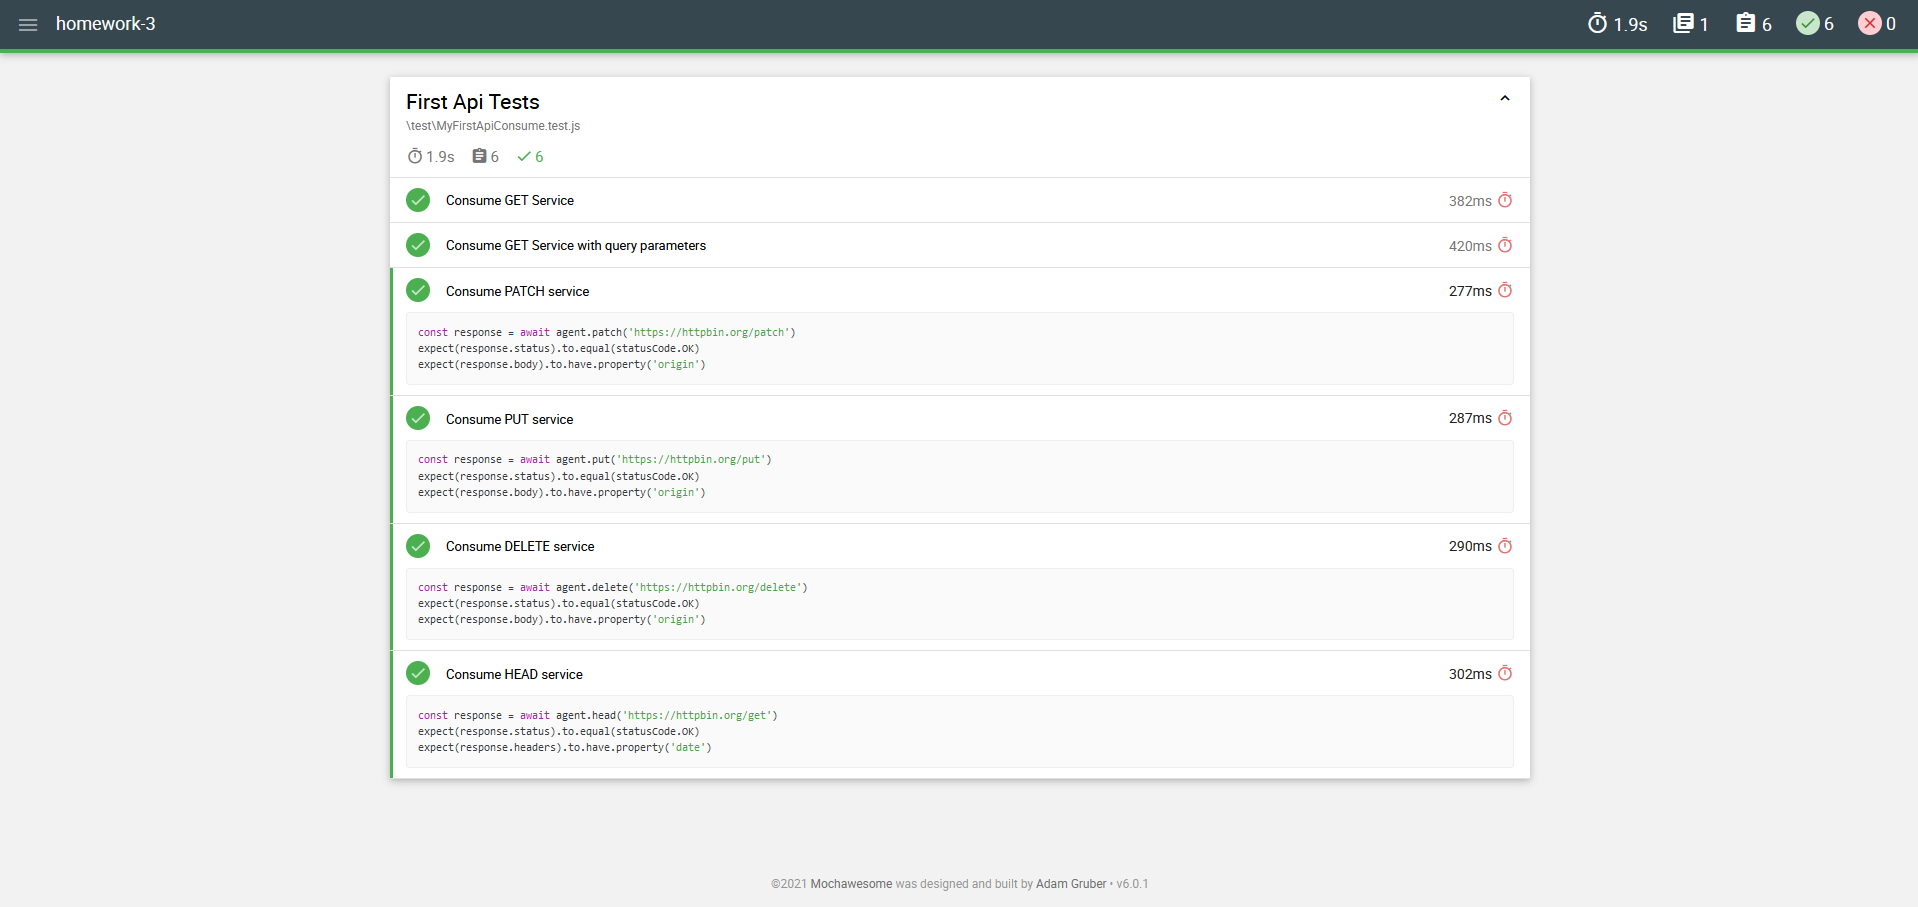 homework-3
1.9s 1 6 6 0
First Api Tests
\test\MyFirstApiConsume.test.js
1.9s 6 6
Consume GET Service 382ms
Consume GET Service with query parameters 420ms
Consume PATCH service 277ms
const response = await agent.patch('https://httpbin.org/patch')
expect(response.status).to.equal(statusCode.OK)
expect(response.body).to.have.property('origin')
Consume PUT service 287ms
const response = await agent.put('https://httpbin.org/put')
expect(response.status).to.equal(statusCode.OK)
expect(response.body).to.have.property('origin')
Consume DELETE service 290ms
const response = await agent.delete('https://httpbin.org/delete')
expect(response.status).to.equal(statusCode.OK)
expect(response.body).to.have.property('origin')
Consume HEAD service 302ms
const response = await agent.head('https://httpbin.org/get')
expect(response.status).to.equal(statusCode.OK)
expect(response.headers).to.have.property('date')
©2021 Mochawesome was designed and built by Adam Gruber • v6.0.1